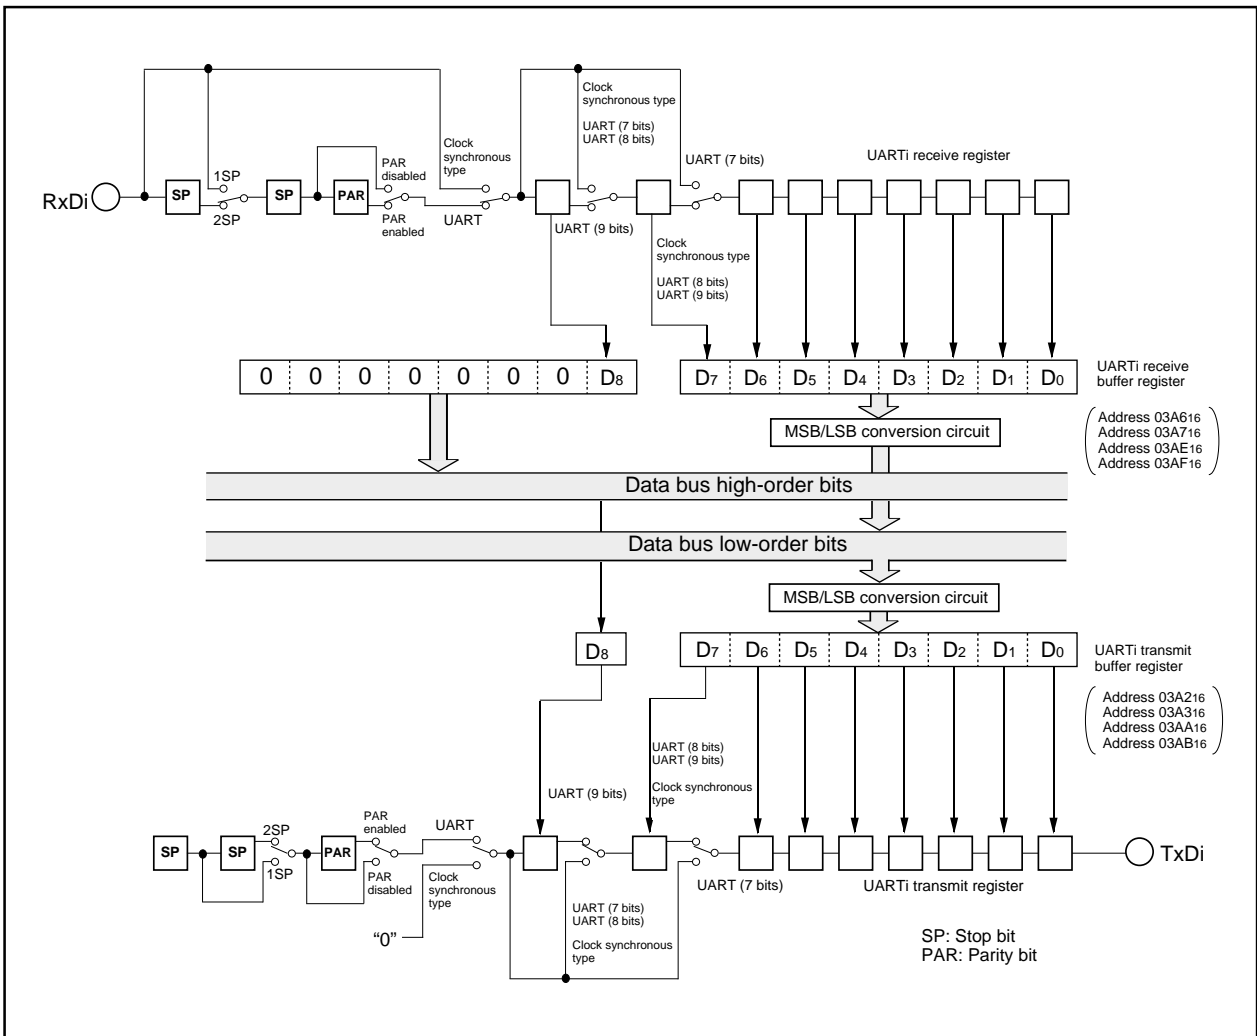 Clock
synchronous type
UART (7 bits)
UART (8 bits)
UARTi receive register
PAR
disabled
Clock
synchronous
type
UART (7 bits)
1SP
RxDi
SP
SP
PAR
2SP
PAR
enabled
UART
UART (9 bits)
Clock
synchronous type
UART (8 bits)
UART (9 bits)
0 0 0 0 0 0 0 D8
D7 D6 D5 D4 D3 D2 D1 D0
UARTi receive
buffer register
MSB/LSB conversion circuit
Address 03A616
Address 03A716
Address 03AE16
Address 03AF16
Data bus high-order bits
Data bus low-order bits
MSB/LSB conversion circuit
D8
D7 D6 D5 D4 D3 D2 D1 D0
UARTi transmit
buffer register
Address 03A216
Address 03A316
Address 03AA16
Address 03AB16
UART (8 bits)
UART (9 bits)
Clock synchronous
type
UART (9 bits)
PAR
enabled
2SP
UART
SP
SP
PAR
TxDi
1SP
PAR
disabled
Clock
synchronous
type
UART (7 bits)
UARTi transmit register
UART (7 bits)
UART (8 bits)
Clock synchronous
type
“0”
SP: Stop bit
PAR: Parity bit